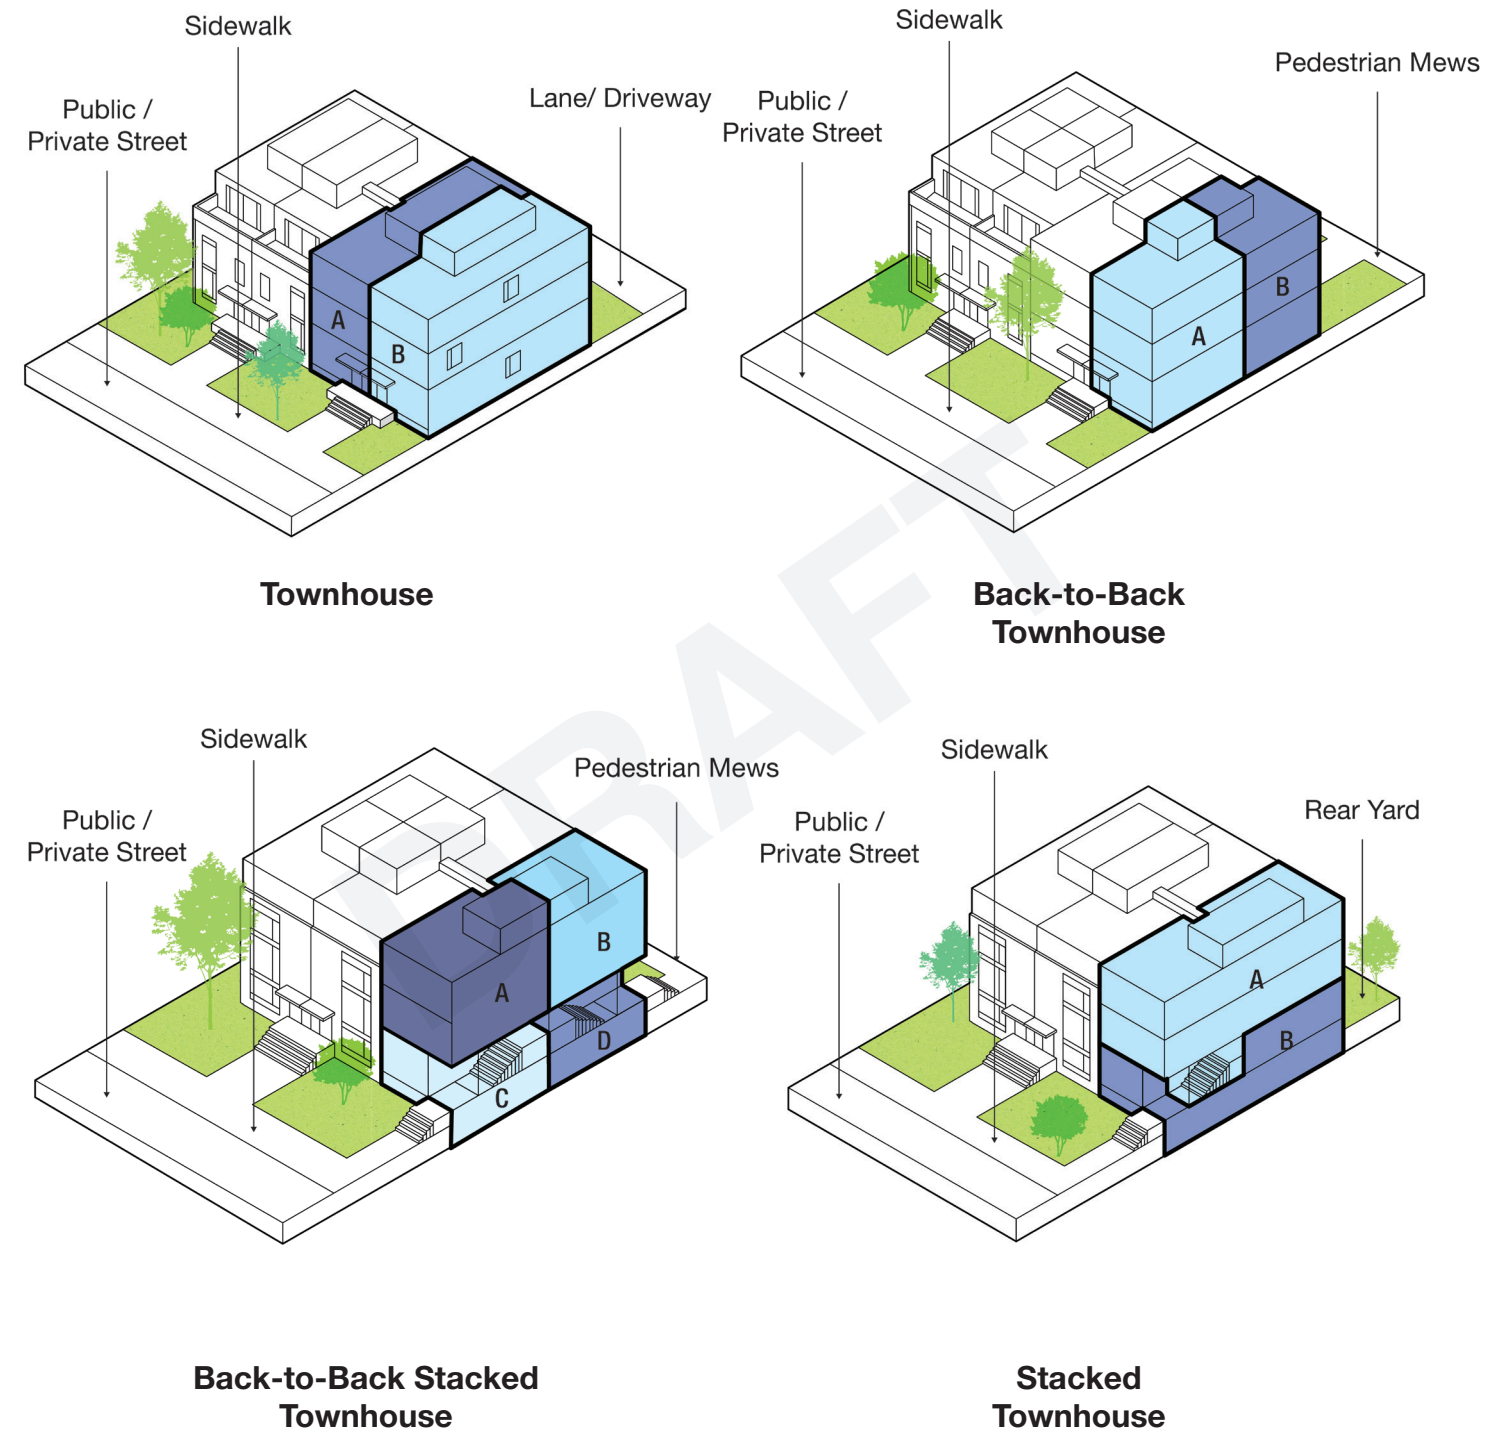 Sidewalk
Public /
Private Street
Lane/ Driveway
A
B
Townhouse
Sidewalk
Public /
Private Street
Pedestrian Mews
A
B
Back-to-Back
Townhouse
Sidewalk
Public /
Private Street
Pedestrian Mews
A
B
C
D
Back-to-Back Stacked
Townhouse
Sidewalk
Public /
Private Street
Rear Yard
A
B
Stacked
Townhouse
DRAFT